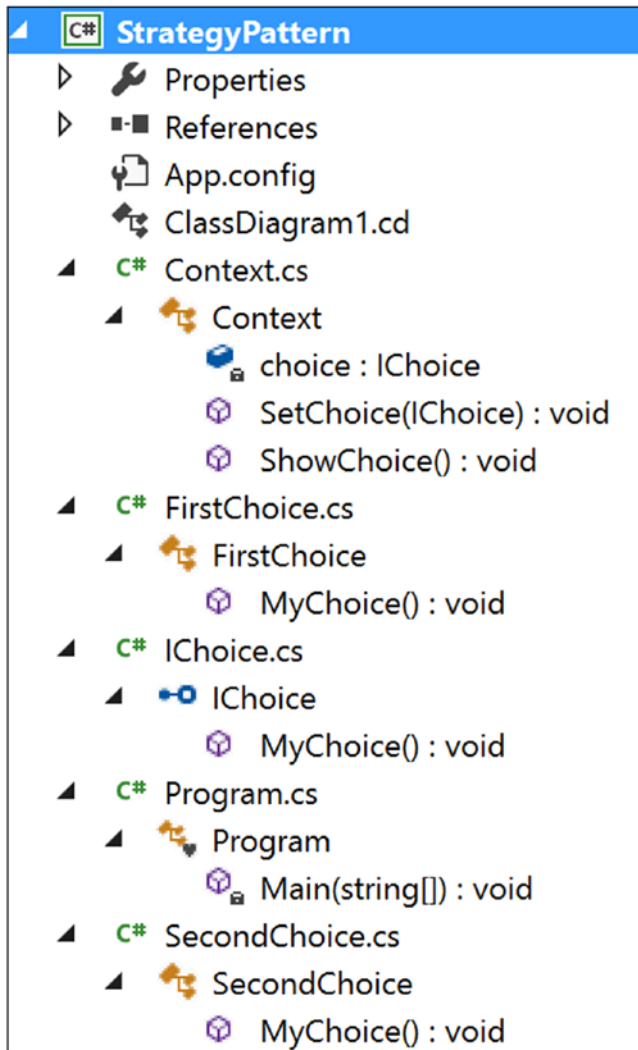 C# StrategyPattern
Properties
References
App.config
ClassDiagram1.cd
C# Context.cs
Context
choice : IChoice
SetChoice(IChoice) : void
ShowChoice() : void
C# FirstChoice.cs
FirstChoice
MyChoice() : void
C# IChoice.cs
IChoice
MyChoice() : void
C# Program.cs
Program
Main(string[]) : void
C# SecondChoice.cs
SecondChoice
MyChoice() : void